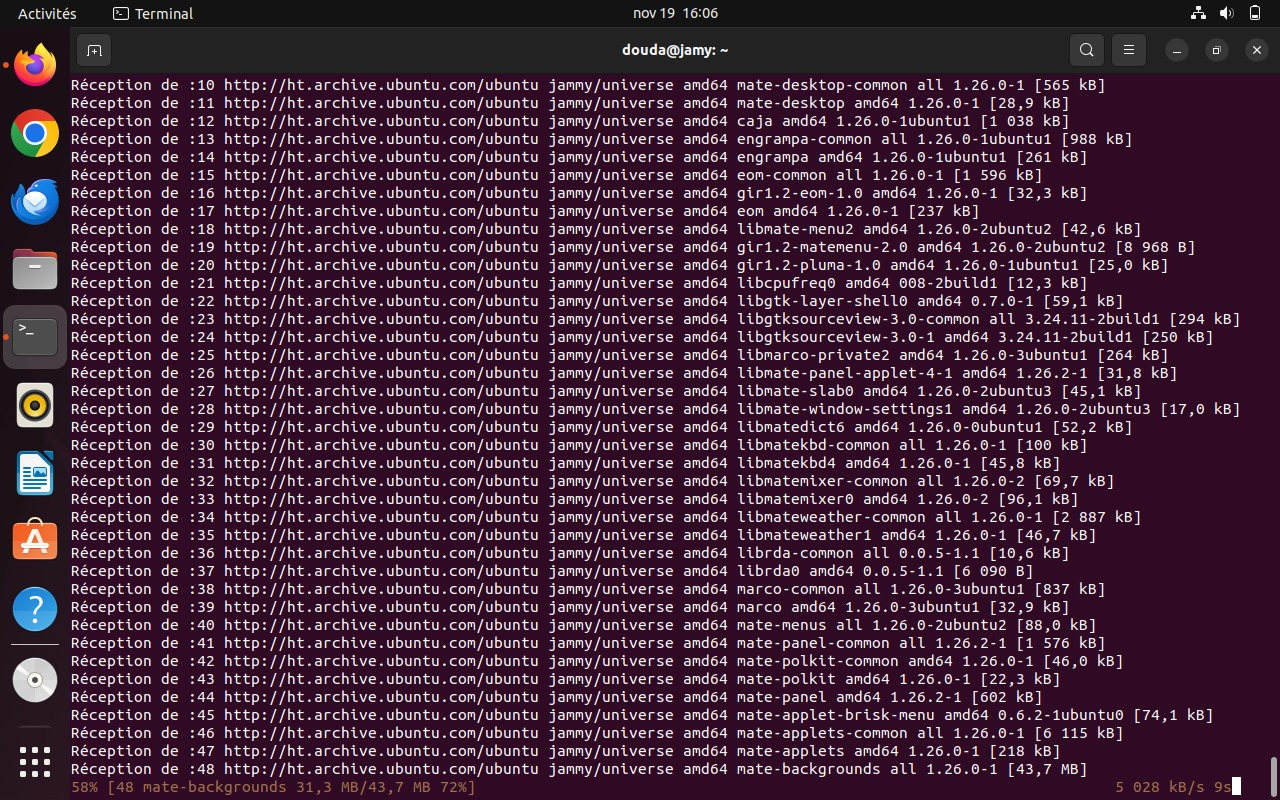 Activités
Terminal
nov 19 16:06
douda@jamy: ~
Réception de :10 http://ht.archive.ubuntu.com/ubuntu jammy/universe amd64 mate-desktop-common all 1.26.0-1 [565 kB]
Réception de :11 http://ht.archive.ubuntu.com/ubuntu jammy/universe amd64 mate-desktop amd64 1.26.0-1 [28,9 kB]
Réception de :12 http://ht.archive.ubuntu.com/ubuntu jammy/universe amd64 caja amd64 1.26.0-1ubuntu1 [1 038 kB]
Réception de :13 http://ht.archive.ubuntu.com/ubuntu jammy/universe amd64 engrampa-common all 1.26.0-1ubuntu1 [988 kB]
Réception de :14 http://ht.archive.ubuntu.com/ubuntu jammy/universe amd64 engrampa amd64 1.26.0-1ubuntu1 [261 kB]
Réception de :15 http://ht.archive.ubuntu.com/ubuntu jammy/universe amd64 eom-common all 1.26.0-1 [1 596 kB]
Réception de :16 http://ht.archive.ubuntu.com/ubuntu jammy/universe amd64 gir1.2-eom-1.0 amd64 1.26.0-1 [32,3 kB]
Réception de :17 http://ht.archive.ubuntu.com/ubuntu jammy/universe amd64 eom amd64 1.26.0-1 [237 kB]
Réception de :18 http://ht.archive.ubuntu.com/ubuntu jammy/universe amd64 libmate-menu2 amd64 1.26.0-2ubuntu2 [42,6 kB]
Réception de :19 http://ht.archive.ubuntu.com/ubuntu jammy/universe amd64 gir1.2-matemenu-2.0 amd64 1.26.0-2ubuntu2 [8 968 B]
Réception de :20 http://ht.archive.ubuntu.com/ubuntu jammy/universe amd64 gir1.2-pluma-1.0 amd64 1.26.0-1ubuntu1 [25,0 kB]
Réception de :21 http://ht.archive.ubuntu.com/ubuntu jammy/universe amd64 libcpufreq0 amd64 008-2build1 [12,3 kB]
Réception de :22 http://ht.archive.ubuntu.com/ubuntu jammy/universe amd64 libgtk-layer-shell0 amd64 0.7.0-1 [59,1 kB]
Réception de :23 http://ht.archive.ubuntu.com/ubuntu jammy/universe amd64 libgtksourceview-3.0-common all 3.24.11-2build1 [294 kB]
Réception de :24 http://ht.archive.ubuntu.com/ubuntu jammy/universe amd64 libgtksourceview-3.0-1 amd64 3.24.11-2build1 [250 kB]
Réception de :25 http://ht.archive.ubuntu.com/ubuntu jammy/universe amd64 libmarco-private2 amd64 1.26.0-3ubuntu1 [264 kB]
Réception de :26 http://ht.archive.ubuntu.com/ubuntu jammy/universe amd64 libmate-panel-applet-4-1 amd64 1.26.2-1 [31,8 kB]
Réception de :27 http://ht.archive.ubuntu.com/ubuntu jammy/universe amd64 libmate-slab0 amd64 1.26.0-2ubuntu3 [45,1 kB]
Réception de :28 http://ht.archive.ubuntu.com/ubuntu jammy/universe amd64 libmate-window-settings1 amd64 1.26.0-2ubuntu3 [17,0 kB]
Réception de :29 http://ht.archive.ubuntu.com/ubuntu jammy/universe amd64 libmatedict6 amd64 1.26.0-0ubuntu1 [52,2 kB]
Réception de :30 http://ht.archive.ubuntu.com/ubuntu jammy/universe amd64 libmatekbd-common all 1.26.0-1 [100 kB]
Réception de :31 http://ht.archive.ubuntu.com/ubuntu jammy/universe amd64 libmatekbd4 amd64 1.26.0-1 [45,8 kB]
Réception de :32 http://ht.archive.ubuntu.com/ubuntu jammy/universe amd64 libmatemixer-common all 1.26.0-2 [69,7 kB]
Réception de :33 http://ht.archive.ubuntu.com/ubuntu jammy/universe amd64 libmatemixer0 amd64 1.26.0-2 [96,1 kB]
Réception de :34 http://ht.archive.ubuntu.com/ubuntu jammy/universe amd64 libmateweather-common all 1.26.0-1 [2 887 kB]
Réception de :35 http://ht.archive.ubuntu.com/ubuntu jammy/universe amd64 libmateweather1 amd64 1.26.0-1 [46,7 kB]
Réception de :36 http://ht.archive.ubuntu.com/ubuntu jammy/universe amd64 librda-common all 0.0.5-1.1 [10,6 kB]
Réception de :37 http://ht.archive.ubuntu.com/ubuntu jammy/universe amd64 librda0 amd64 0.0.5-1.1 [6 090 B]
Réception de :38 http://ht.archive.ubuntu.com/ubuntu jammy/universe amd64 marco-common all 1.26.0-3ubuntu1 [837 kB]
Réception de :39 http://ht.archive.ubuntu.com/ubuntu jammy/universe amd64 marco amd64 1.26.0-3ubuntu1 [32,9 kB]
Réception de :40 http://ht.archive.ubuntu.com/ubuntu jammy/universe amd64 mate-menus all 1.26.0-2ubuntu2 [88,0 kB]
Réception de :41 http://ht.archive.ubuntu.com/ubuntu jammy/universe amd64 mate-panel-common all 1.26.2-1 [1 576 kB]
Réception de :42 http://ht.archive.ubuntu.com/ubuntu jammy/universe amd64 mate-polkit-common amd64 1.26.0-1 [46,0 kB]
Réception de :43 http://ht.archive.ubuntu.com/ubuntu jammy/universe amd64 mate-polkit amd64 1.26.0-1 [22,3 kB]
Réception de :44 http://ht.archive.ubuntu.com/ubuntu jammy/universe amd64 mate-panel amd64 1.26.2-1 [602 kB]
Réception de :45 http://ht.archive.ubuntu.com/ubuntu jammy/universe amd64 mate-applet-brisk-menu amd64 0.6.2-1ubuntu0 [74,1 kB]
Réception de :46 http://ht.archive.ubuntu.com/ubuntu jammy/universe amd64 mate-applets-common all 1.26.0-1 [6 115 kB]
Réception de :47 http://ht.archive.ubuntu.com/ubuntu jammy/universe amd64 mate-applets amd64 1.26.0-1 [218 kB]
Réception de :48 http://ht.archive.ubuntu.com/ubuntu jammy/universe amd64 mate-backgrounds all 1.26.0-1 [43,7 MB]
58% [48 mate-backgrounds 31,3 MB/43,7 MB 72%] 5 028 kB/s 9s